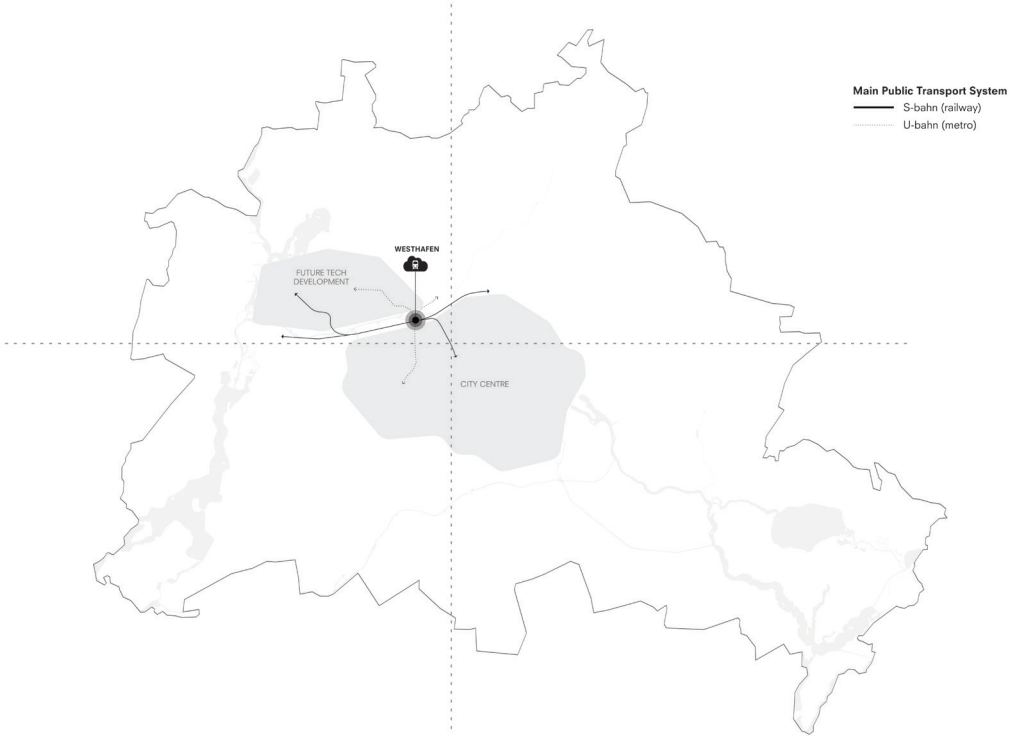 Main Public Transport System
S-bahn (railway)
U-bahn (metro)
WESTHAFEN
FUTURE TECH
DEVELOPMENT
CITY CENTRE